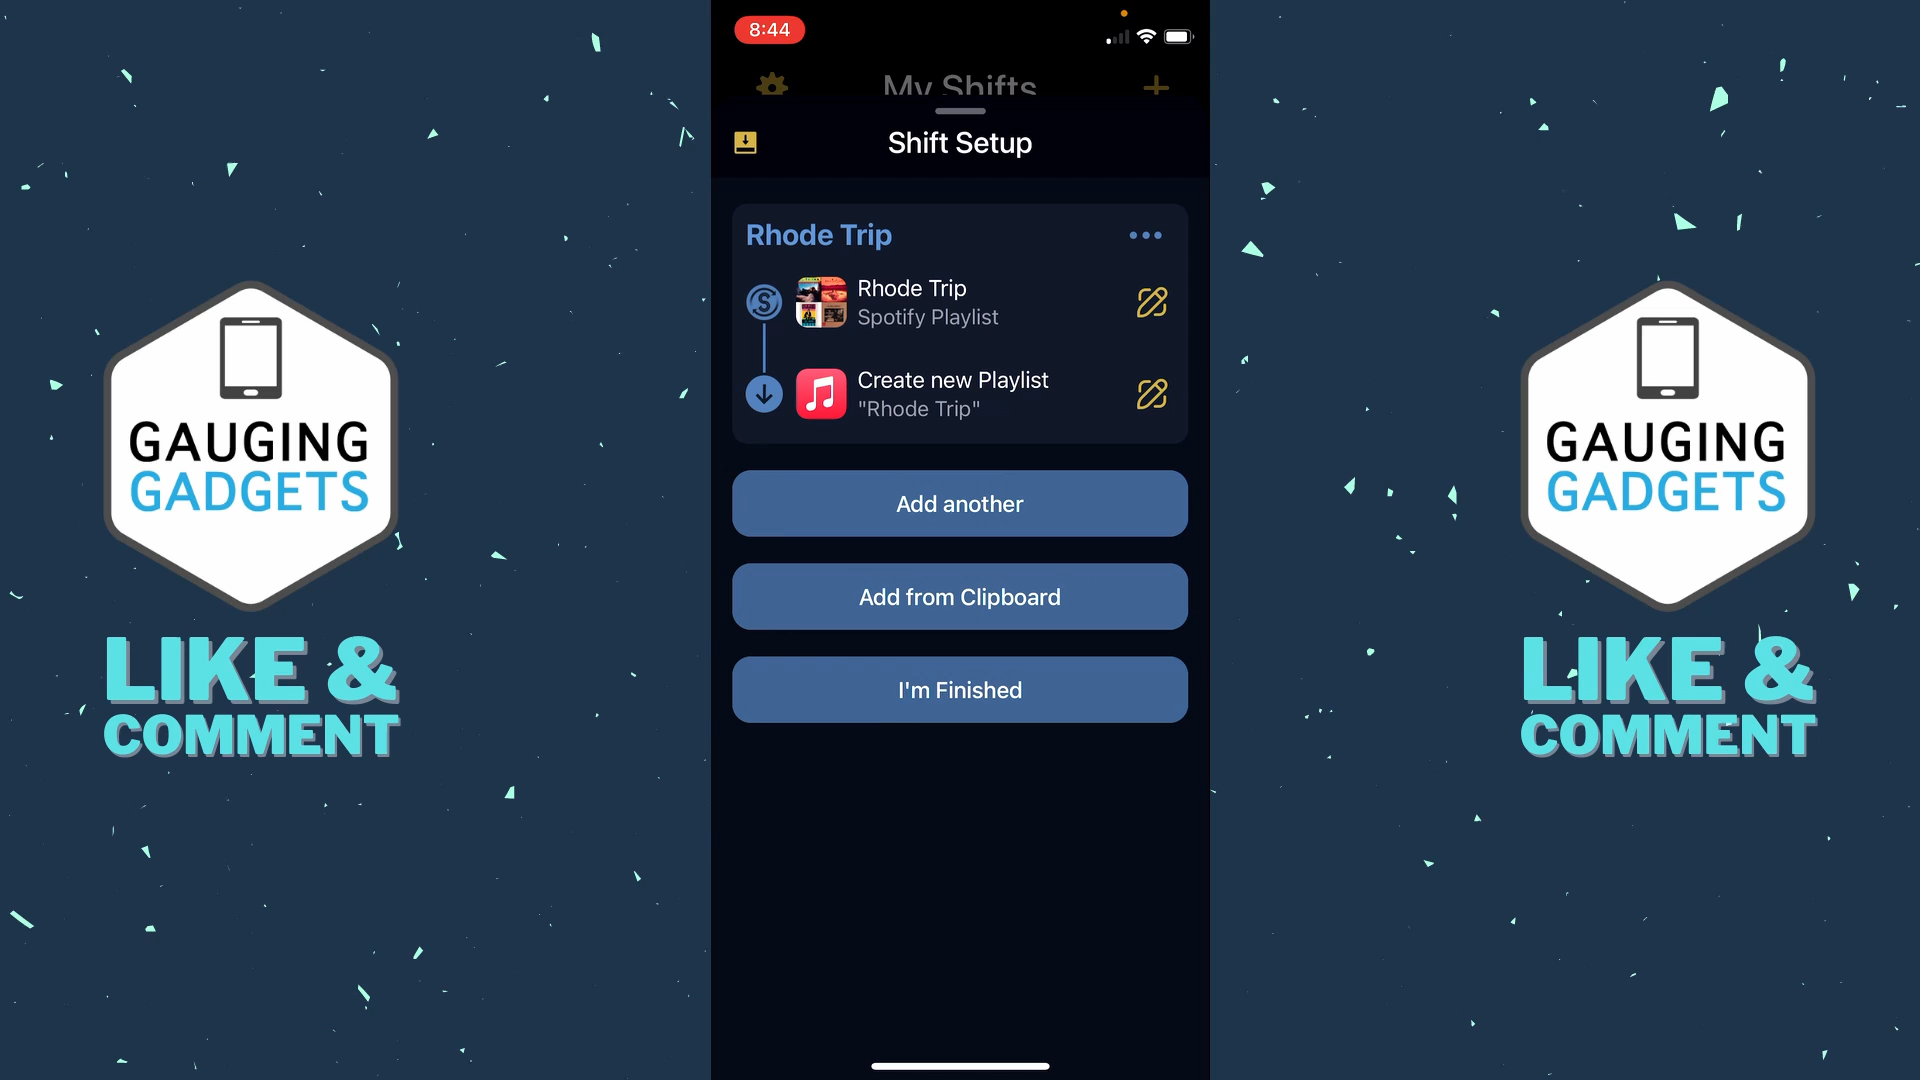 8:44
My Shifts
Shift Setup
Rhode Trip
Rhode Trip
Spotify Playlist
Create new Playlist
"Rhode Trip"
Add another
Add from Clipboard
I'm Finished
GAUGING
GADGETS
LIKE &
COMMENT
GAUGING
GADGETS
LIKE &
COMMENT